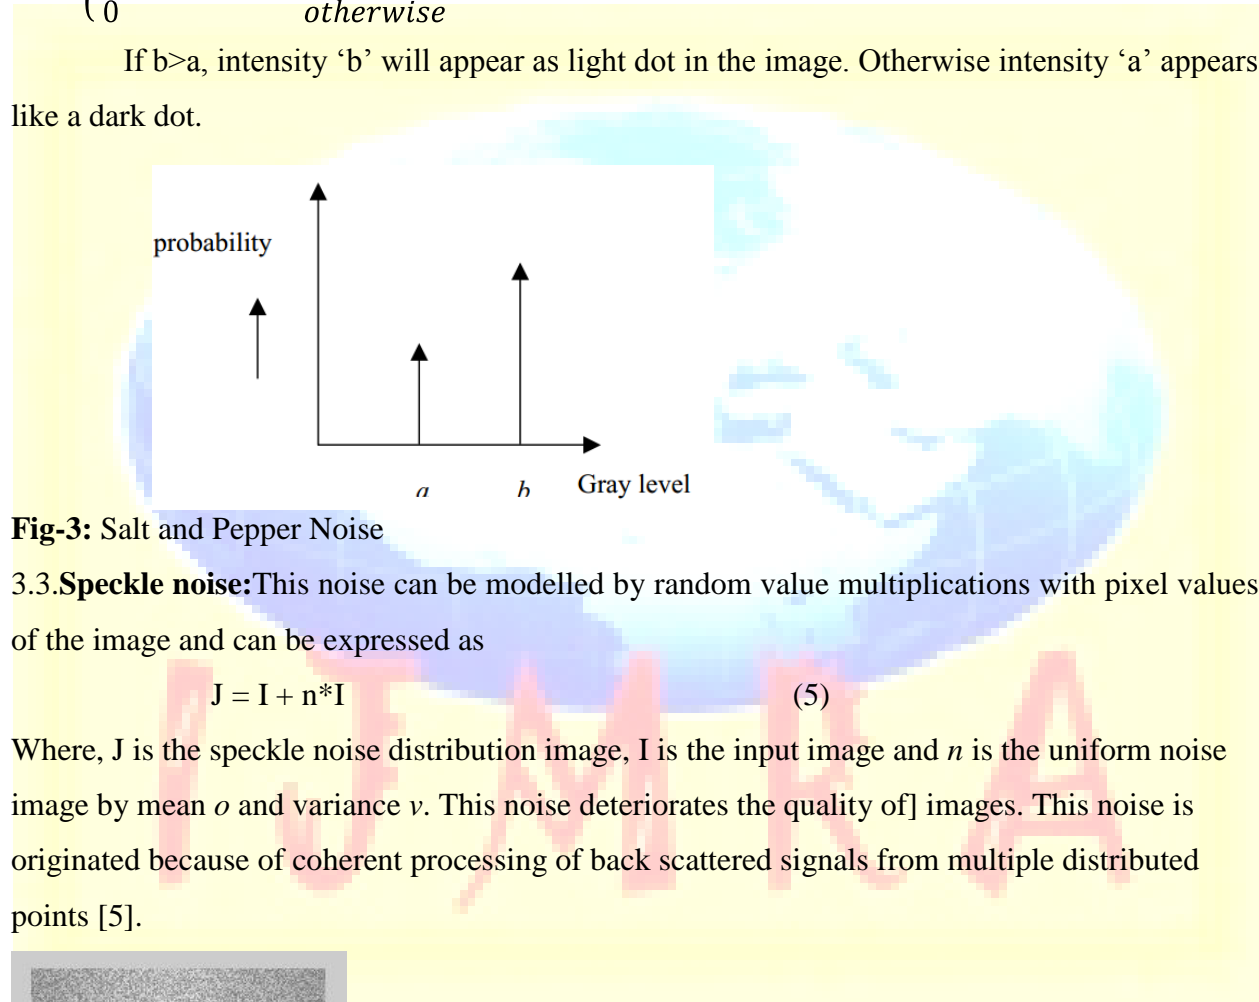 0 otherwise
If b>a, intensity ‘b’ will appear as light dot in the image. Otherwise intensity ‘a’ appears
like a dark dot.
probability
a b Gray level
Fig-3: Salt and Pepper Noise
3.3.Speckle noise:This noise can be modelled by random value multiplications with pixel values
of the image and can be expressed as
J = I + n*I (5)
Where, J is the speckle noise distribution image, I is the input image and n is the uniform noise
image by mean o and variance v. This noise deteriorates the quality of] images. This noise is
originated because of coherent processing of back scattered signals from multiple distributed
points [5].
IJMRA